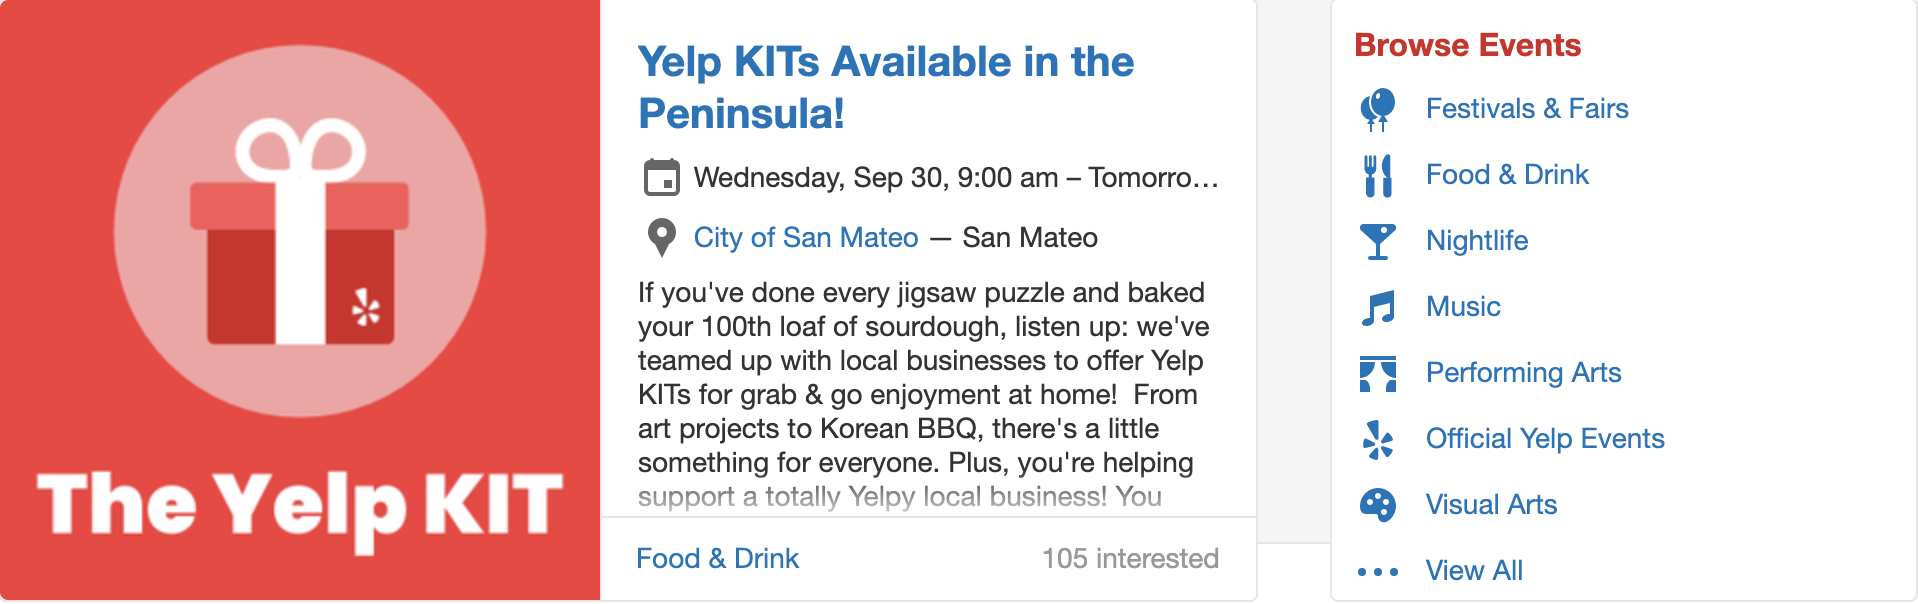 The Yelp KIT
Yelp KITs Available in the
Peninsula!
Wednesday, Sep 30, 9:00 am – Tomorro…
City of San Mateo — San Mateo
If you've done every jigsaw puzzle and baked
your 100th loaf of sourdough, listen up: we've
teamed up with local businesses to offer Yelp
KITs for grab & go enjoyment at home!  From
art projects to Korean BBQ, there's a little
something for everyone. Plus, you're helping
support a totally Yelpy local business! You
Food & Drink
105 interested
Browse Events
Festivals & Fairs
Food & Drink
Nightlife
Music
Performing Arts
Official Yelp Events
Visual Arts
View All